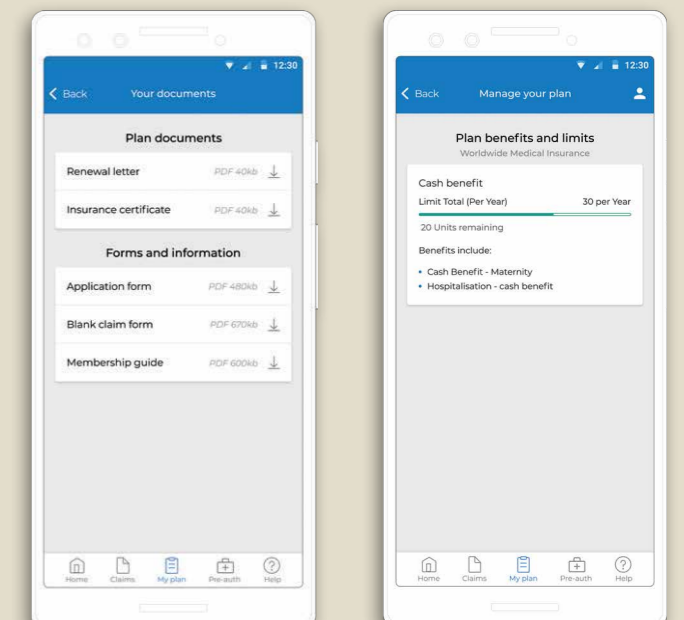 12:30
Back
Your documents
Plan documents
Renewal letter PDF 40kb
Insurance certificate PDF 40kb
Forms and information
Application form PDF 480kb
Blank claim form PDF 670kb
Membership guide PDF 600kb
Home Claims My plan Pre-auth Help
12:30
Back
Manage your plan
Plan benefits and limits
Worldwide Medical Insurance
Cash benefit
Limit Total (Per Year) 30 per Year
20 Units remaining
Benefits include:
• Cash Benefit - Maternity
• Hospitalisation - cash benefit
Home Claims My plan Pre-auth Help